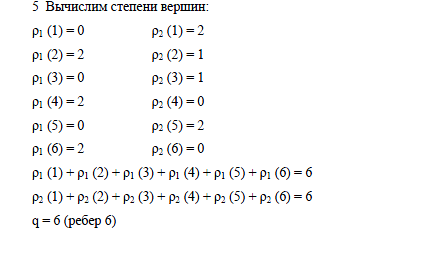 5 Вычислим степени вершин:
ρ₁ (1) = 0 ρ₂ (1) = 2
ρ₁ (2) = 2 ρ₂ (2) = 1
ρ₁ (3) = 0 ρ₂ (3) = 1
ρ₁ (4) = 2 ρ₂ (4) = 0
ρ₁ (5) = 0 ρ₂ (5) = 2
ρ₁ (6) = 2 ρ₂ (6) = 0
ρ₁ (1) + ρ₁ (2) + ρ₁ (3) + ρ₁ (4) + ρ₁ (5) + ρ₁ (6) = 6
ρ₂ (1) + ρ₂ (2) + ρ₂ (3) + ρ₂ (4) + ρ₂ (5) + ρ₂ (6) = 6
q = 6 (ребер 6)